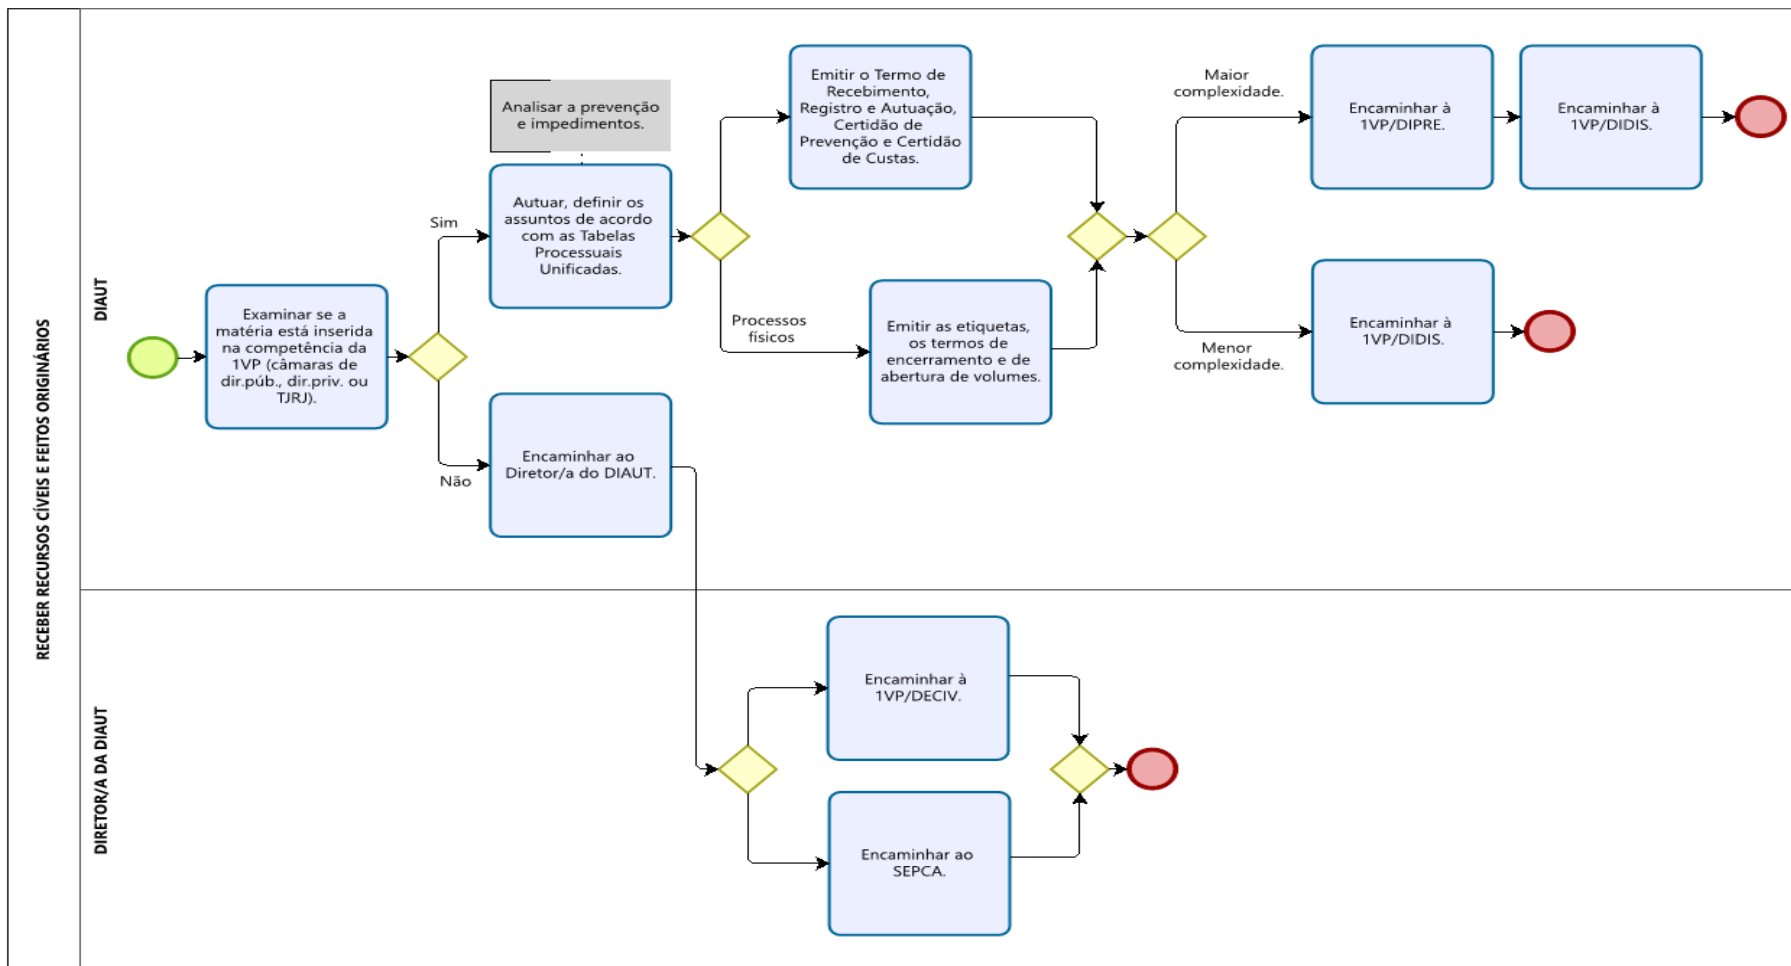 RECEBER RECURSOS CÍVEIS E FEITOS ORIGINÁRIOS
DIAUT
Examinar se a
matéria está inserida
na competência da
1VP (câmaras de
dir.púb., dir.priv. ou
TJRJ).
Sim
Não
Analisar a prevenção
e impedimentos.
Autuar, definir os
assuntos de acordo
com as Tabelas
Processuais
Unificadas.
Encaminhar ao
Diretor/a do DIAUT.
Processos
físicos
Emitir o Termo de
Recebimento,
Registro e Autuação,
Certidão de
Prevenção e Certidão
de Custas.
Emitir as etiquetas,
os termos de
encerramento e de
abertura de volumes.
Maior
complexidade.
Menor
complexidade.
Encaminhar à
1VP/DIPRE.
Encaminhar à
1VP/DIDIS.
Encaminhar à
1VP/DIDIS.
DIRETOR/A DA DIAUT
Encaminhar à
1VP/DECIV.
Encaminhar ao
SEPCA.